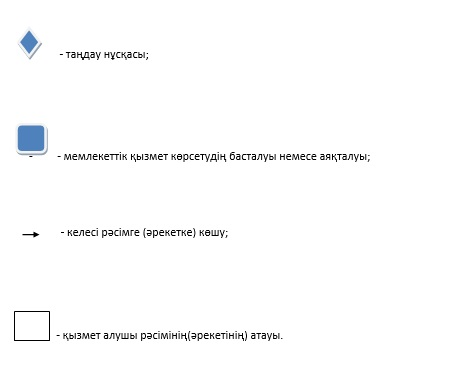 - таңдау нұсқасы;
- мемлекеттік қызмет көрсетудің басталуы немесе аяқталуы;
- келесі рәсімге (әрекетке) көшу;
- қызмет алушы рәсімінің(әрекетінің) атауы.